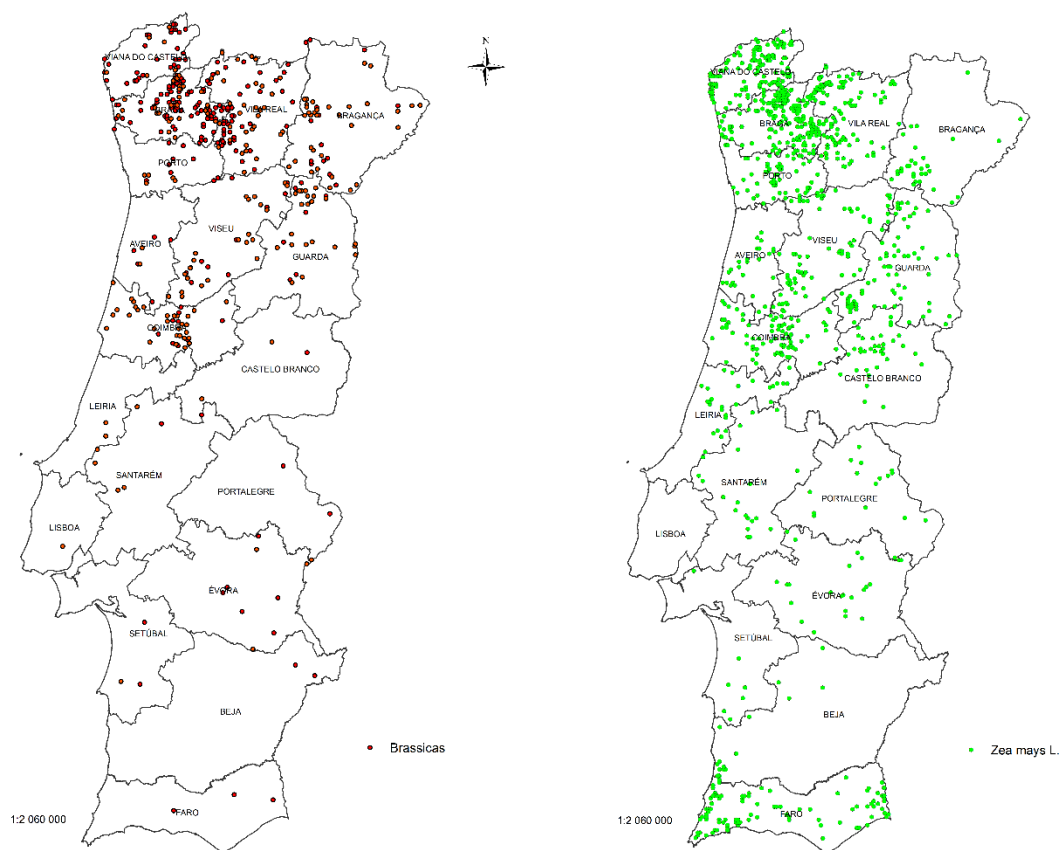 N
VIANA DO CASTELO
BRAGA
VILA REAL
BRAGANÇA
PORTO
AVEIRO
VISEU
GUARDA
COIMBRA
CASTELO BRANCO
LEIRIA
SANTARÉM
PORTALEGRE
LISBOA
ÉVORA
SETÚBAL
BEJA
Brassicas
FARO
1:2 060 000
VIANA DO CASTELO
BRAGA
VILA REAL
BRAGANÇA
PORTO
VISEU
AVEIRO
GUARDA
COIMBRA
CASTELO BRANCO
LEIRIA
SANTARÉM
PORTALEGRE
LISBOA
ÉVORA
SETÚBAL
BEJA
Zea mays L.
FARO
1:2 060 000